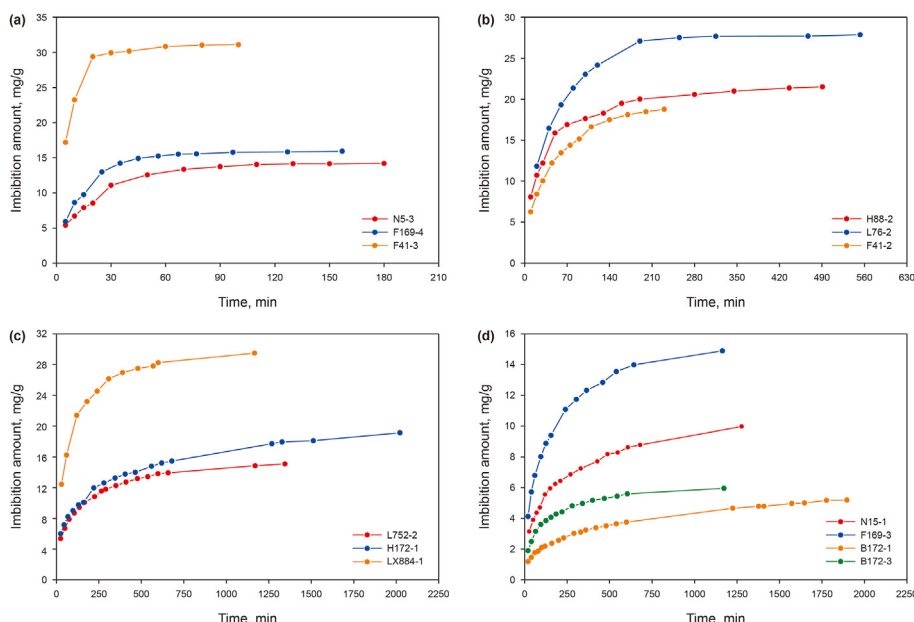 (a)
35
30
25
20
15
10
5
0
Imbibition amount, mg/g
N5-3
F169-4
F41-3
0 30 60 90 120 150 180 210
Time, min
(b)
30
25
20
15
10
5
0
Imbibition amount, mg/g
H88-2
L76-2
F41-2
0 70 140 210 280 350 420 490 560 630
Time, min
(c)
32
28
24
20
16
12
8
4
0
Imbibition amount, mg/g
L752-2
H172-1
LX884-1
0 250 500 750 1000 1250 1500 1750 2000 2250
Time, min
(d)
16
14
12
10
8
6
4
2
0
Imbibition amount, mg/g
N15-1
F169-3
B172-1
B172-3
0 250 500 750 1000 1250 1500 1750 2000 2250
Time, min